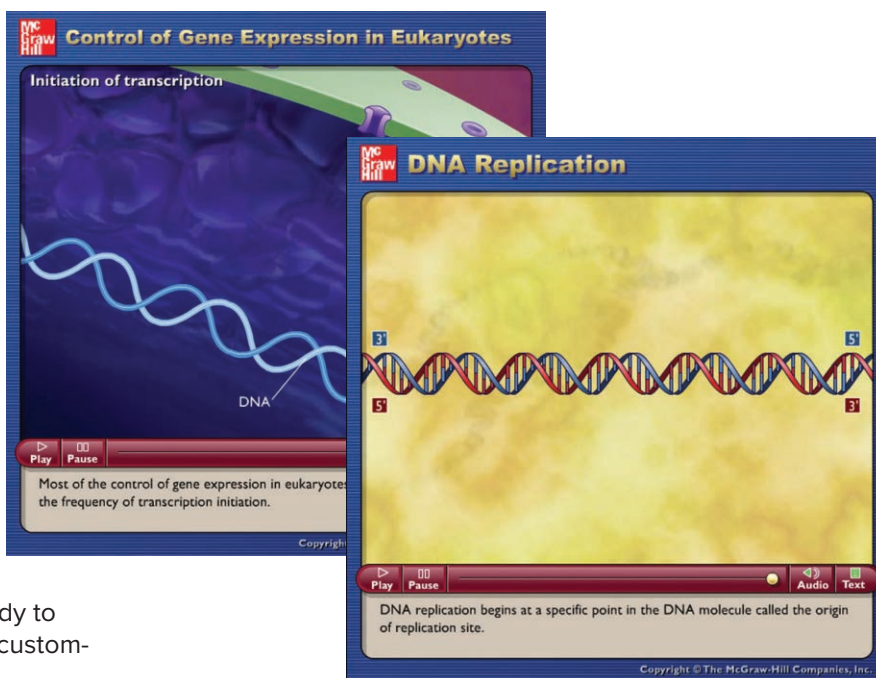 Mc
Graw
Hill
Control of Gene Expression in Eukaryotes
Initiation of transcription
DNA
Play
Pause
Most of the control of gene expression in eukaryotes
the frequency of transcription initiation.
Mc
Graw
Hill
DNA Replication
3'
5'
5'
3'
Play
Pause
Audio
Text
DNA replication begins at a specific point in the DNA molecule called the origin
of replication site.
Copyright © The McGraw-Hill Companies, Inc.
dy to
custom-